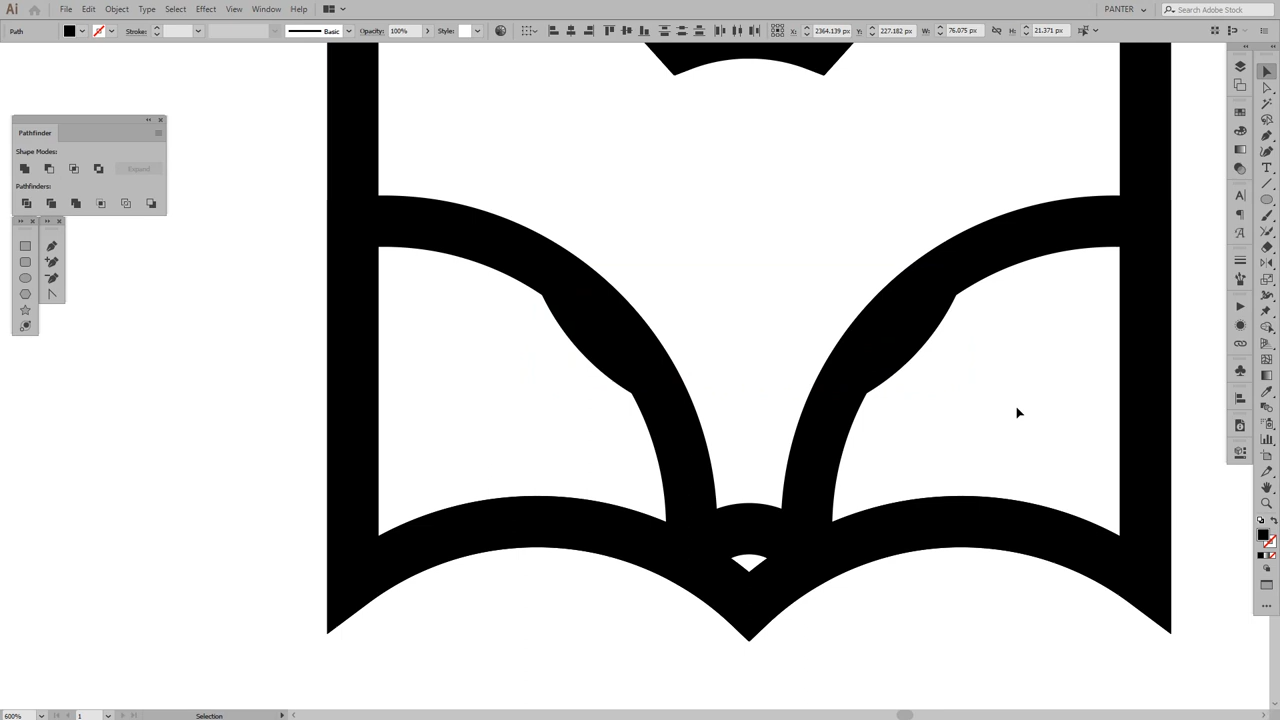 Ai File Edit Object Type Select Effect View Window Help PANTER Search Adobe Stock
Path Stroke: Basic Opacity: 100% Style: X: 2364.139 px Y: 227.182 px W: 76.075 px H: 21.371 px
Pathfinder
Shape Modes:
Expand
Pathfinders:
600% 1 Selection